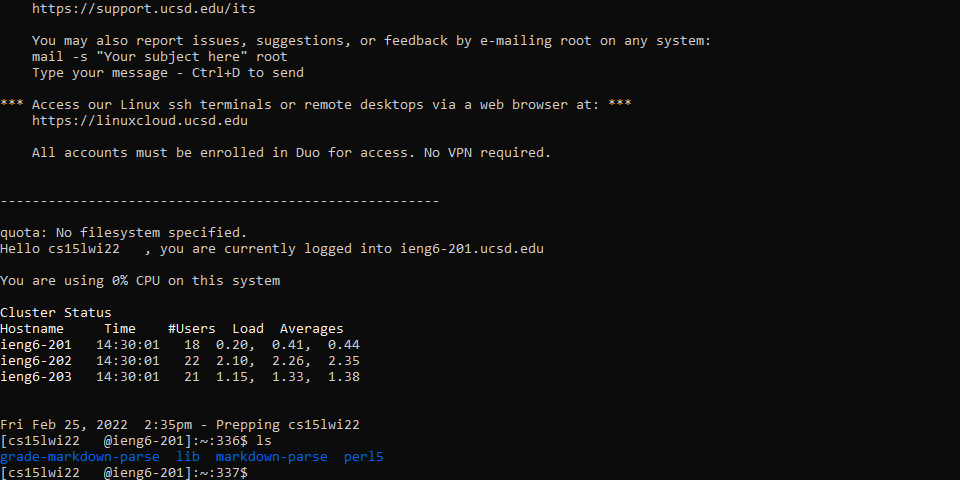 https://support.ucsd.edu/its
You may also report issues, suggestions, or feedback by e-mailing root on any system:
mail -s "Your subject here" root
Type your message - Ctrl+D to send
*** Access our Linux ssh terminals or remote desktops via a web browser at: ***
https://linuxcloud.ucsd.edu
All accounts must be enrolled in Duo for access. No VPN required.
-------------------------------------------------------
quota: No filesystem specified.
Hello cs15lwi22   , you are currently logged into ieng6-201.ucsd.edu
You are using 0% CPU on this system
Cluster Status
Hostname     Time    #Users  Load  Averages
ieng6-201   14:30:01   18  0.20,  0.41,  0.44
ieng6-202   14:30:01   22  2.10,  2.26,  2.35
ieng6-203   14:30:01   21  1.15,  1.33,  1.38
Fri Feb 25, 2022  2:35pm - Prepping cs15lwi22
[cs15lwi22   @ieng6-201]:~:336$ ls
grade-markdown-parse  lib  markdown-parse  perl5
[cs15lwi22   @ieng6-201]:~:337$